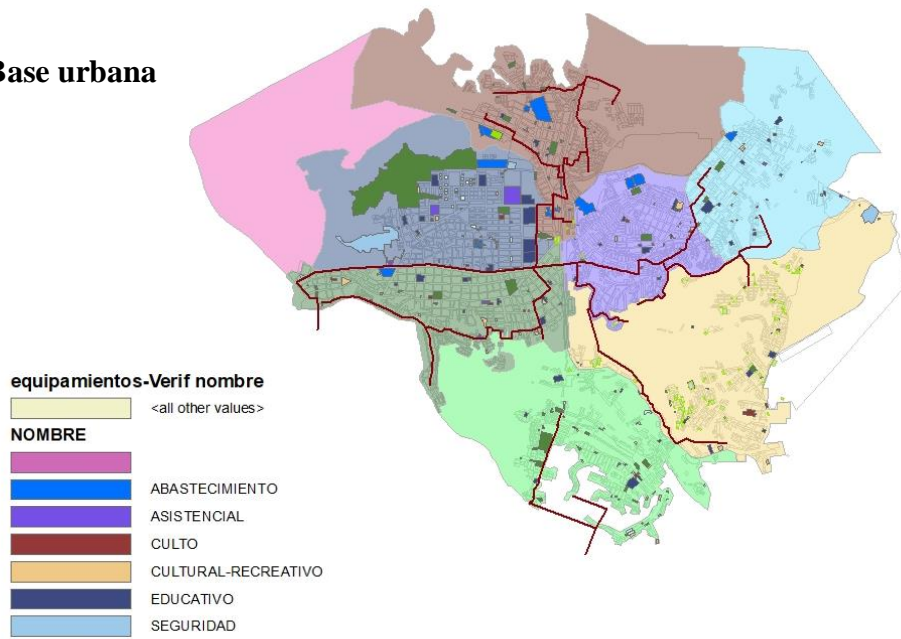 Base urbana
equipamientos-Verif nombre
<all other values>
NOMBRE
ABASTECIMIENTO
ASISTENCIAL
CULTO
CULTURAL-RECREATIVO
EDUCATIVO
SEGURIDAD